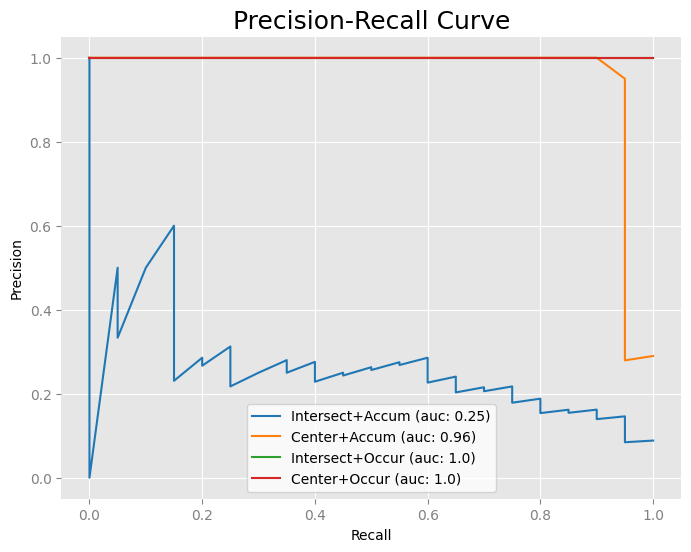 Precision-Recall Curve
1.0
0.8
0.6
0.4
0.2
0.0
Precision
Intersect+Accum (auc: 0.25)
Center+Accum (auc: 0.96)
Intersect+Occur (auc: 1.0)
Center+Occur (auc: 1.0)
0.0 0.2 0.4 0.6 0.8 1.0
Recall